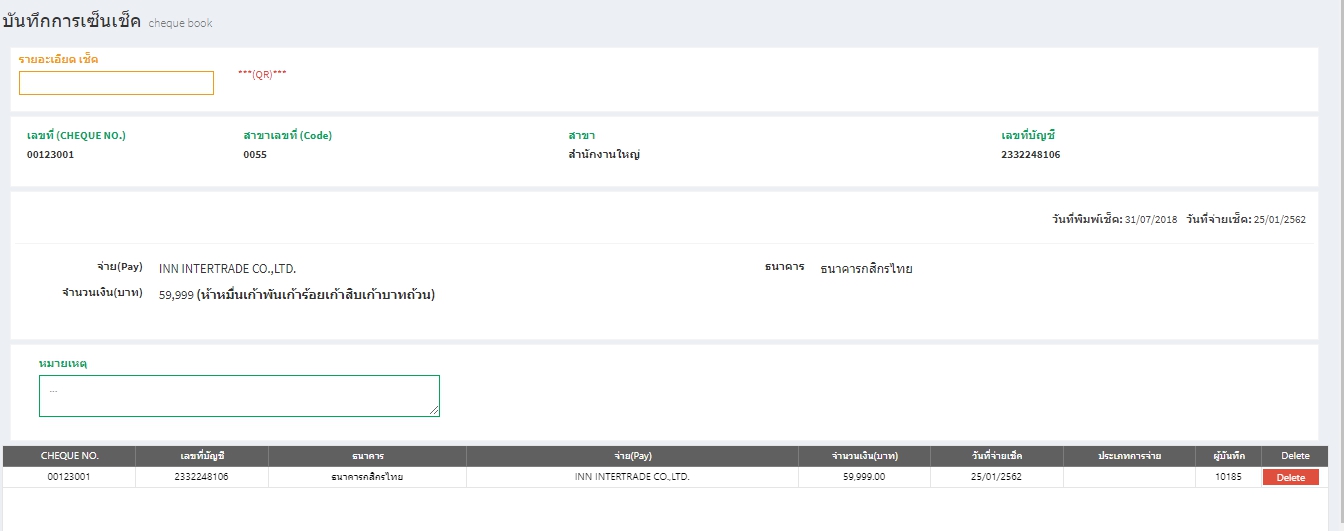 บันทึกการเซ็นเช็ค cheque book
รายละเอียด เช็ค
***(QR)***
เลขที่ (CHEQUE NO.) สาขาเลขที่ (Code) สาขา เลขที่บัญชี
00123001 0055 สำนักงานใหญ่ 2332248106
วันที่พิมพ์เช็ค: 31/07/2018 วันที่จ่ายเช็ค: 25/01/2562
จ่าย(Pay) INN INTERTRADE CO.,LTD. ธนาคาร ธนาคารกสิกรไทย
จำนวนเงิน(บาท) 59,999 (ห้าหมื่นเก้าพันเก้าร้อยเก้าสิบเก้าบาทถ้วน)
หมายเหตุ
...
CHEQUE NO. เลขที่บัญชี ธนาคาร จ่าย(Pay) จำนวนเงิน(บาท) วันที่จ่ายเช็ค ประเภทการจ่าย ผู้บันทึก Delete
00123001 2332248106 ธนาคารกสิกรไทย INN INTERTRADE CO.,LTD. 59,999.00 25/01/2562 10185 Delete